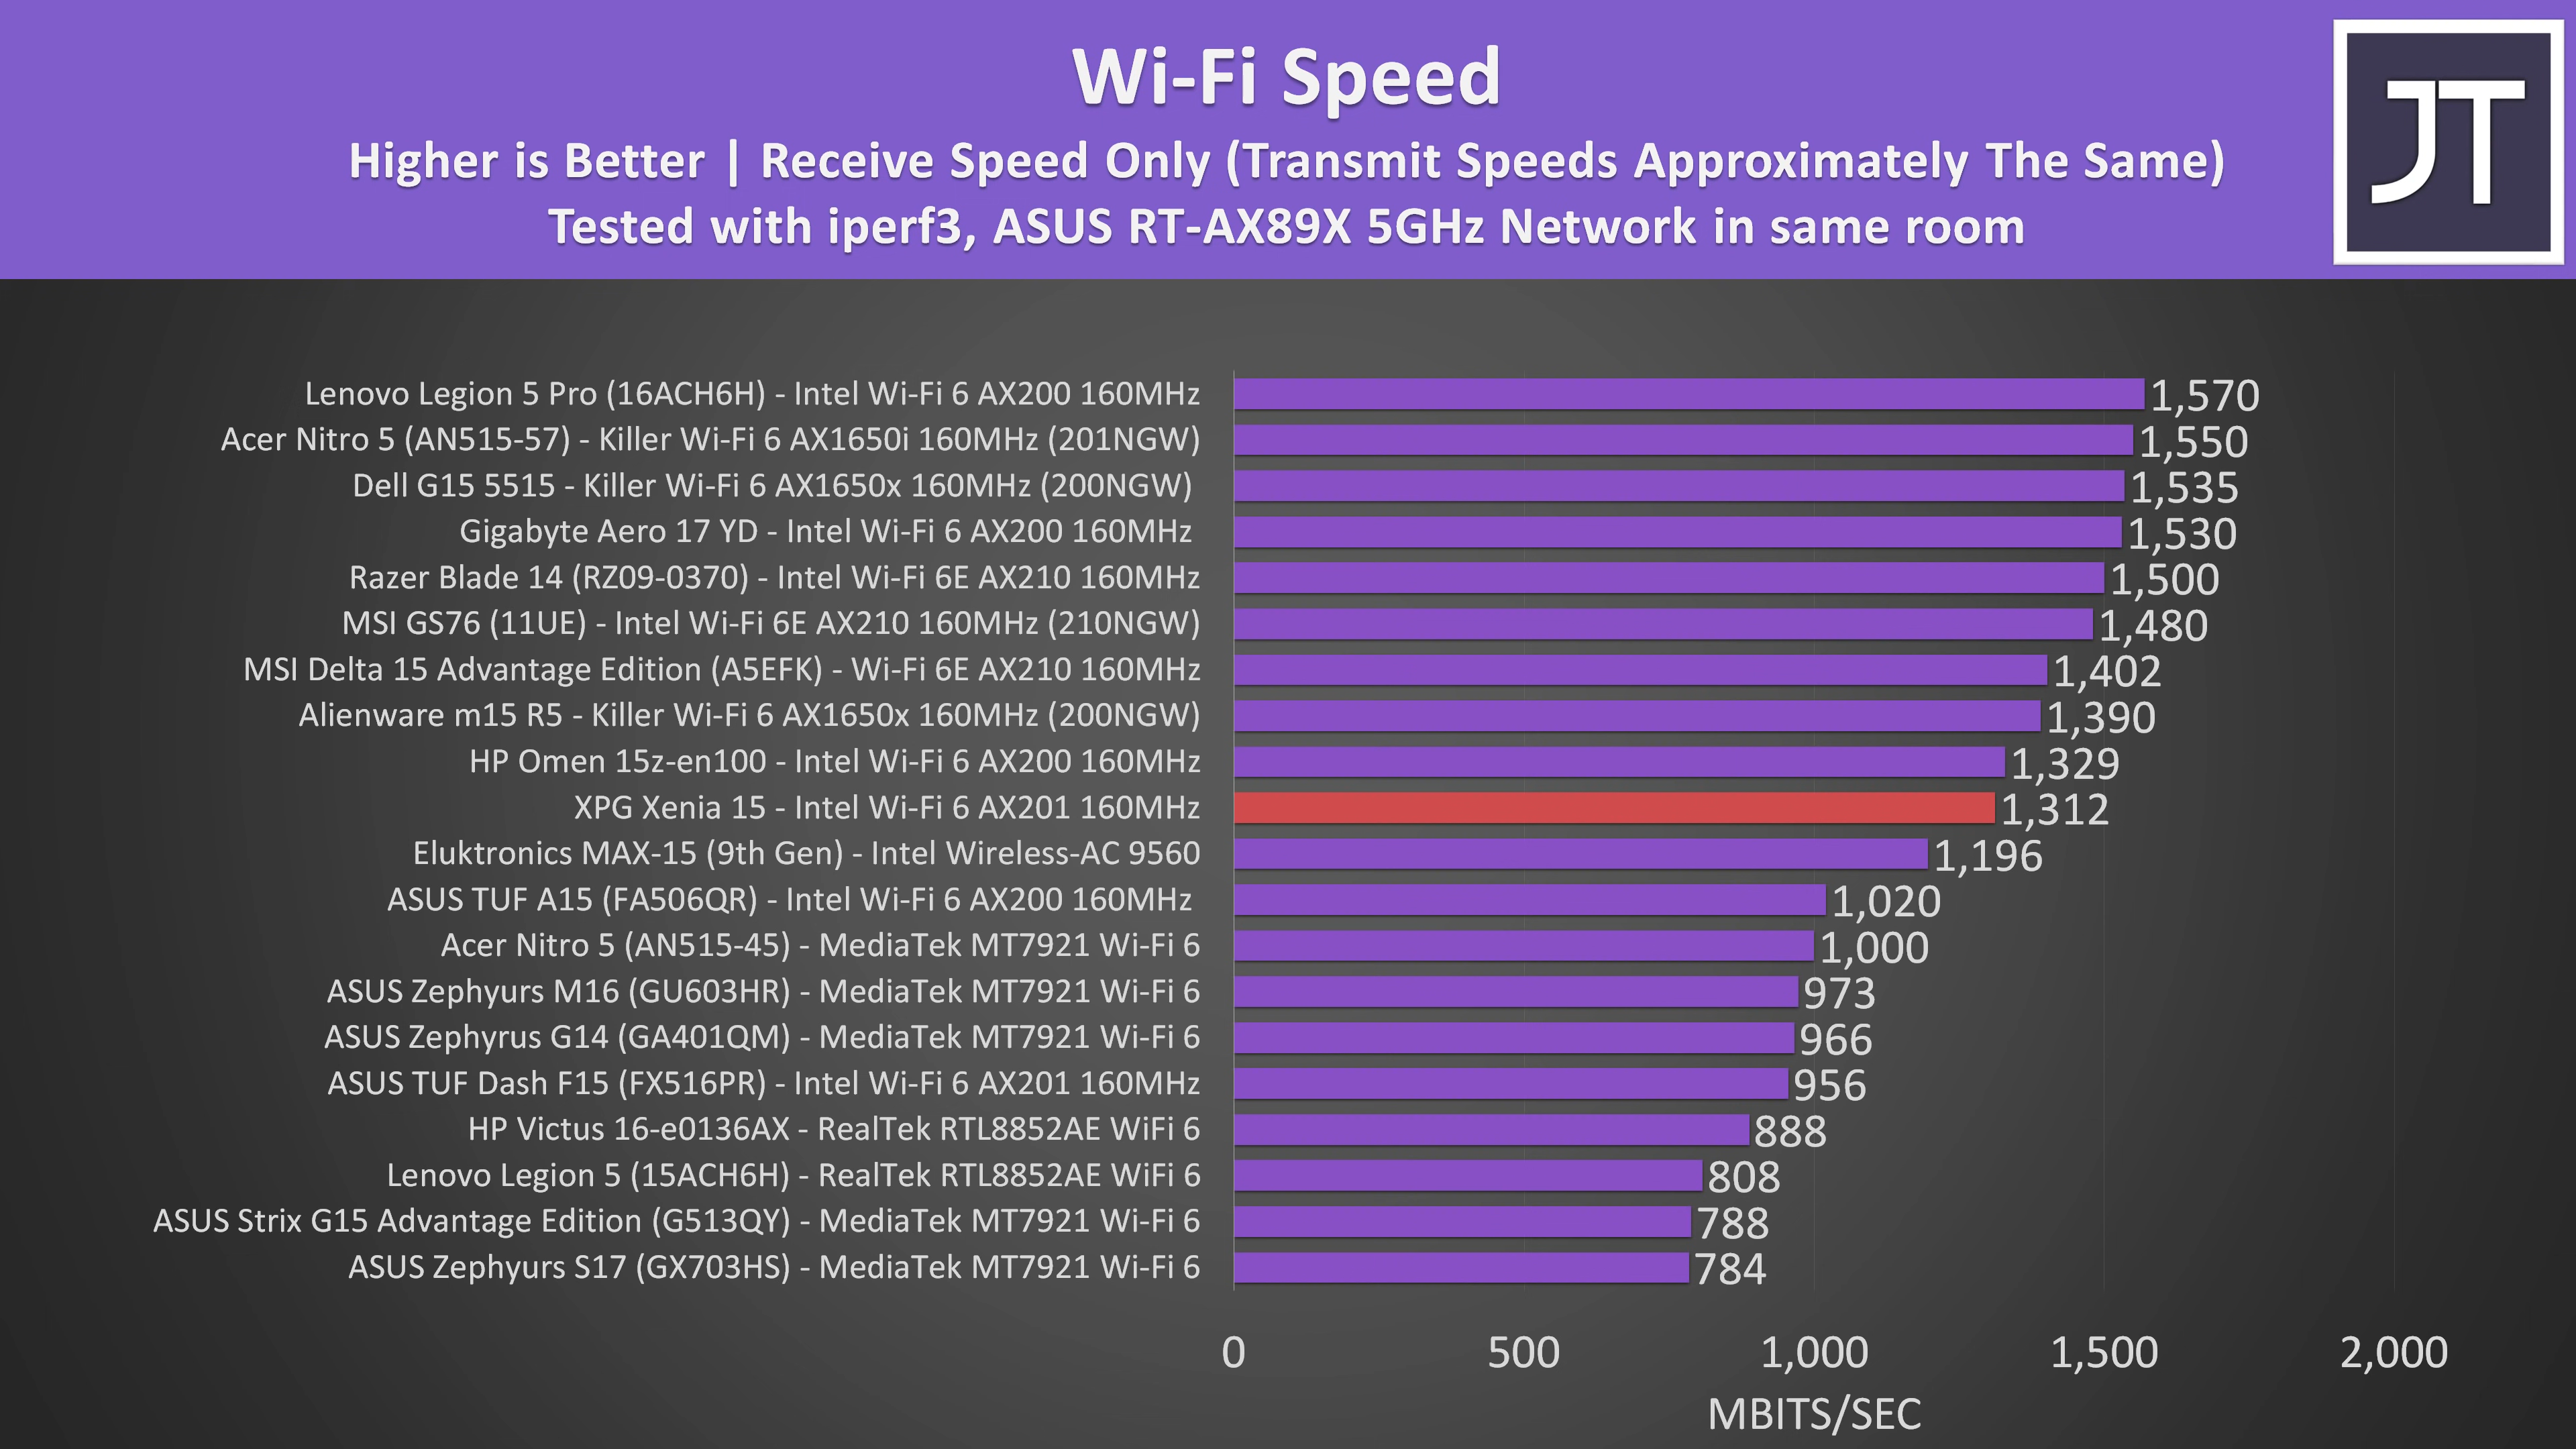 Wi-Fi Speed
Higher is Better | Receive Speed Only (Transmit Speeds Approximately The Same)
Tested with iperf3, ASUS RT-AX89X 5GHz Network in same room
JT
Lenovo Legion 5 Pro (16ACH6H) - Intel Wi-Fi 6 AX200 160MHz 1,570
Acer Nitro 5 (AN515-57) - Killer Wi-Fi 6 AX1650i 160MHz (201NGW) 1,550
Dell G15 5515 - Killer Wi-Fi 6 AX1650x 160MHz (200NGW) 1,535
Gigabyte Aero 17 YD - Intel Wi-Fi 6 AX200 160MHz 1,530
Razer Blade 14 (RZ09-0370) - Intel Wi-Fi 6E AX210 160MHz 1,500
MSI GS76 (11UE) - Intel Wi-Fi 6E AX210 160MHz (210NGW) 1,480
MSI Delta 15 Advantage Edition (A5EFK) - Wi-Fi 6E AX210 160MHz 1,402
Alienware m15 R5 - Killer Wi-Fi 6 AX1650x 160MHz (200NGW) 1,390
HP Omen 15z-en100 - Intel Wi-Fi 6 AX200 160MHz 1,329
XPG Xenia 15 - Intel Wi-Fi 6 AX201 160MHz 1,312
Eluktronics MAX-15 (9th Gen) - Intel Wireless-AC 9560 1,196
ASUS TUF A15 (FA506QR) - Intel Wi-Fi 6 AX200 160MHz 1,020
Acer Nitro 5 (AN515-45) - MediaTek MT7921 Wi-Fi 6 1,000
ASUS Zephyurs M16 (GU603HR) - MediaTek MT7921 Wi-Fi 6 973
ASUS Zephyrus G14 (GA401QM) - MediaTek MT7921 Wi-Fi 6 966
ASUS TUF Dash F15 (FX516PR) - Intel Wi-Fi 6 AX201 160MHz 956
HP Victus 16-e0136AX - RealTek RTL8852AE WiFi 6 888
Lenovo Legion 5 (15ACH6H) - RealTek RTL8852AE WiFi 6 808
ASUS Strix G15 Advantage Edition (G513QY) - MediaTek MT7921 Wi-Fi 6 788
ASUS Zephyurs S17 (GX703HS) - MediaTek MT7921 Wi-Fi 6 784
0 500 1,000 1,500 2,000
MBITS/SEC